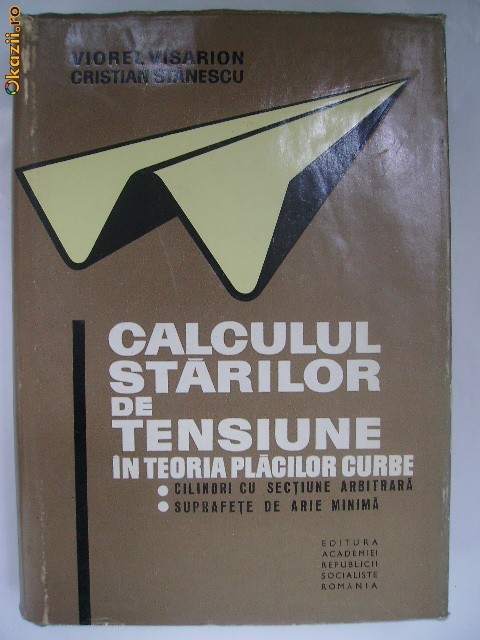 VIOREL VISARION
CRISTIAN STĂNESCU
CALCULUL
STĂRILOR
DE
TENSIUNE
ÎN TEORIA PLĂCILOR CURBE
• CILINDRI CU SECȚIUNE ARBITRARĂ
• SUPRAFEȚE DE ARIE MINIMĂ
EDITURA
ACADEMIEI
REPUBLICII
SOCIALISTE
ROMÂNIA
Okazii.ro